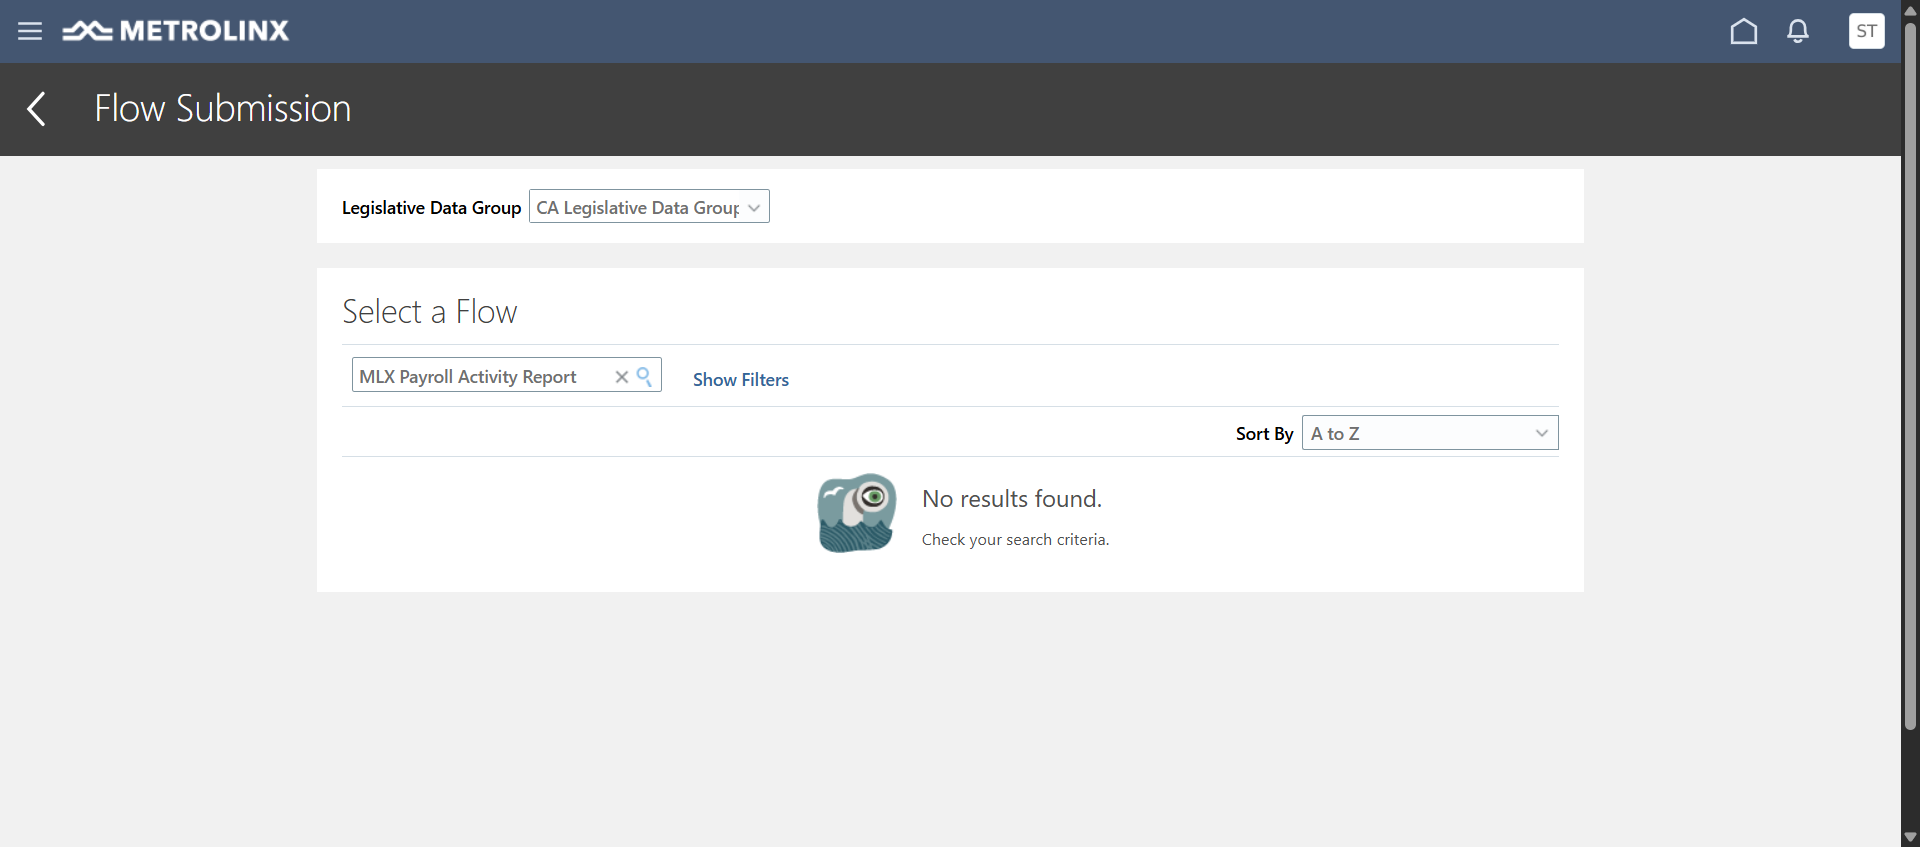 METROLINX
ST
Flow Submission
Legislative Data Group
CA Legislative Data Group
Select a Flow
MLX Payroll Activity Report
Show Filters
Sort By
A to Z
No results found.
Check your search criteria.